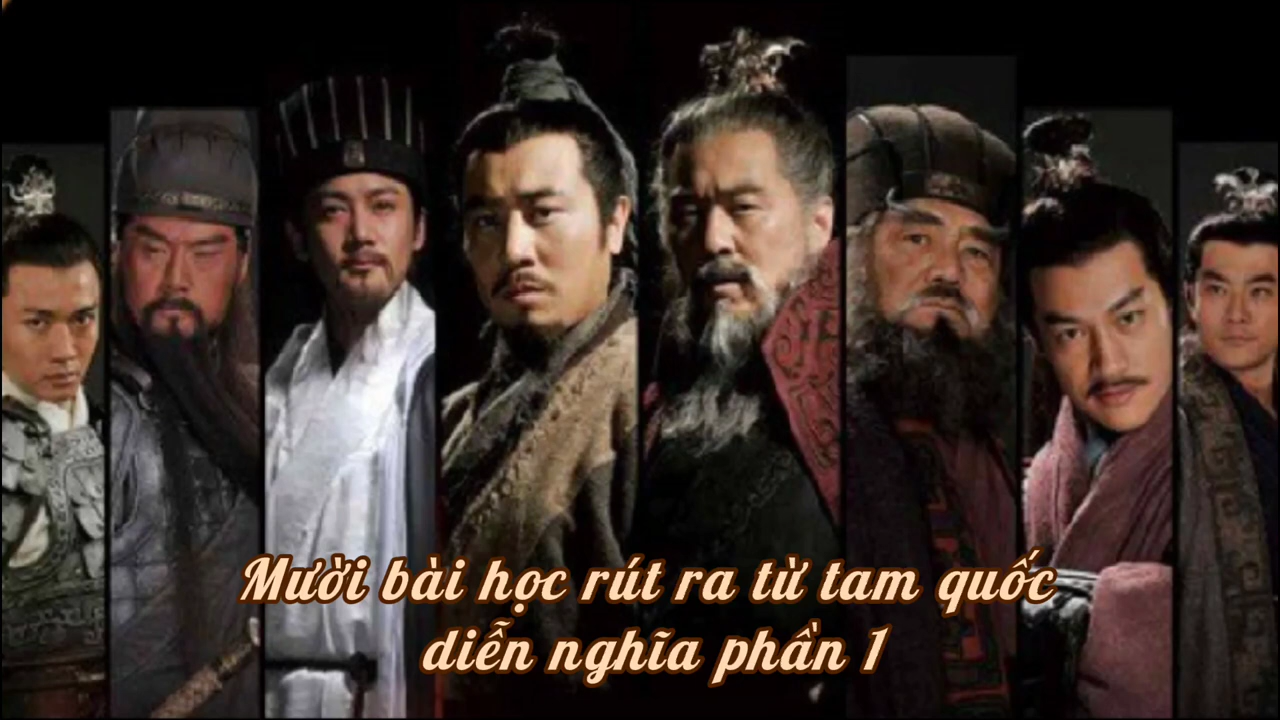 Mười bài học rút ra từ tam quốc
diễn nghĩa phần 1